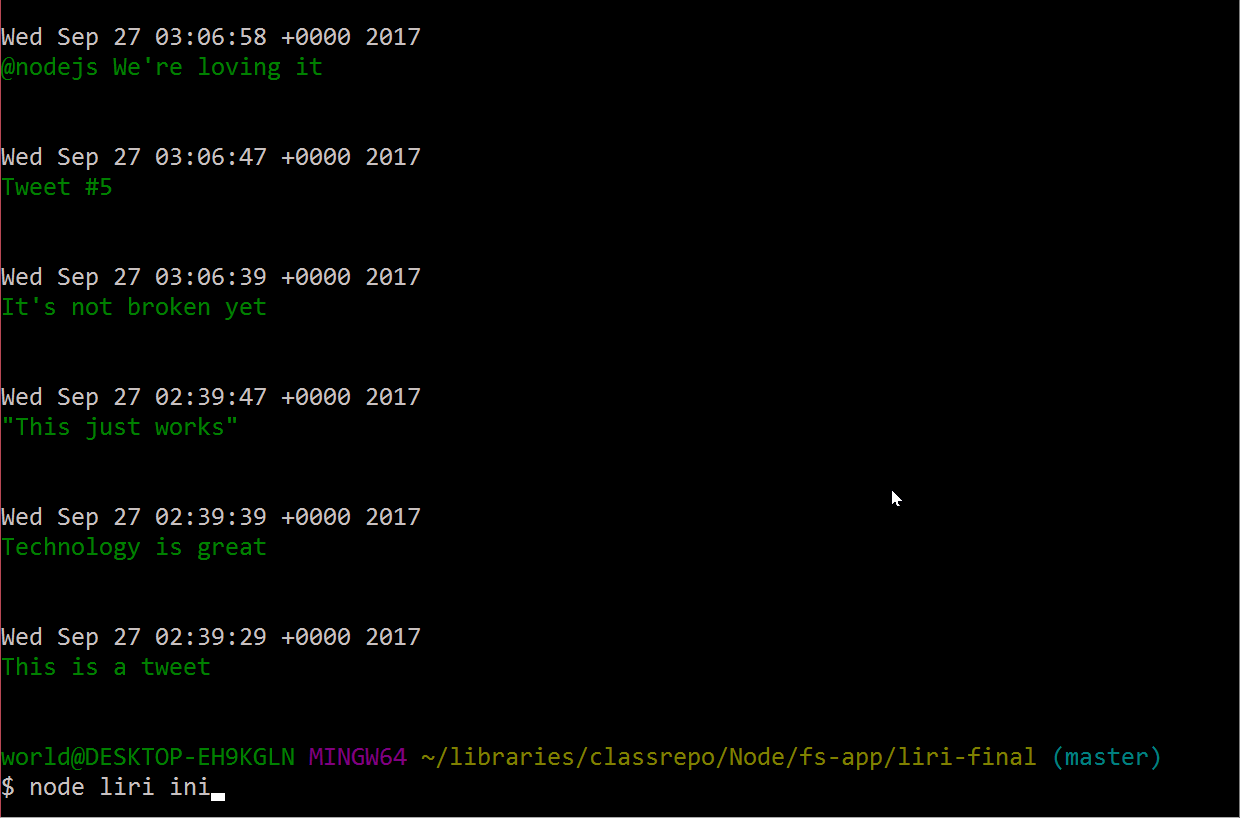 Wed Sep 27 03:06:58 +0000 2017
@nodejs We're loving it
Wed Sep 27 03:06:47 +0000 2017
Tweet #5
Wed Sep 27 03:06:39 +0000 2017
It's not broken yet
Wed Sep 27 02:39:47 +0000 2017
"This just works"
Wed Sep 27 02:39:39 +0000 2017
Technology is great
Wed Sep 27 02:39:29 +0000 2017
This is a tweet
world@DESKTOP-EH9KGLN MINGW64 ~/libraries/classrepo/Node/fs-app/liri-final (master)
$ node liri ini